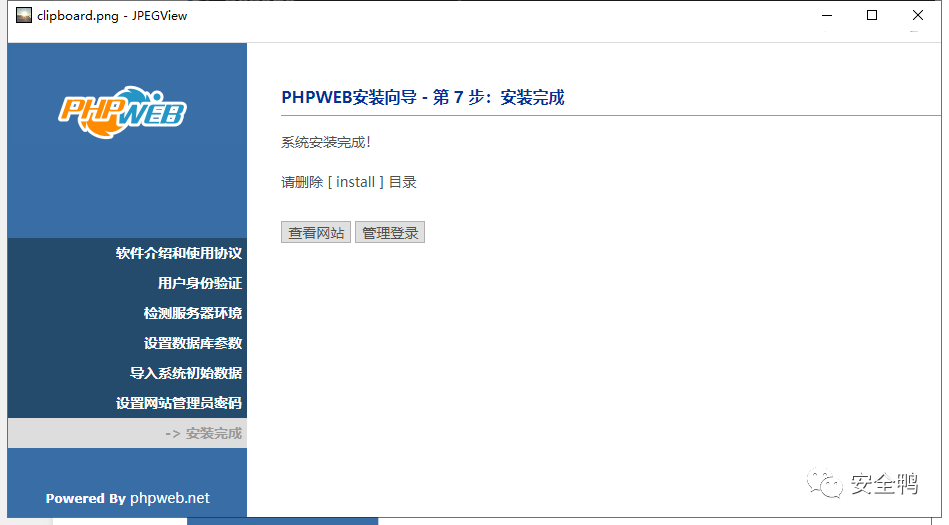 clipboard.png - JPEGView
PHPWEB
PHPWEB安装向导 - 第 7 步：安装完成
系统安装完成！
请删除 [ install ] 目录
查看网站 管理登录
软件介绍和使用协议
用户身份验证
检测服务器环境
设置数据库参数
导入系统初始数据
设置网站管理员密码
-> 安装完成
Powered By phpweb.net
安全鸭